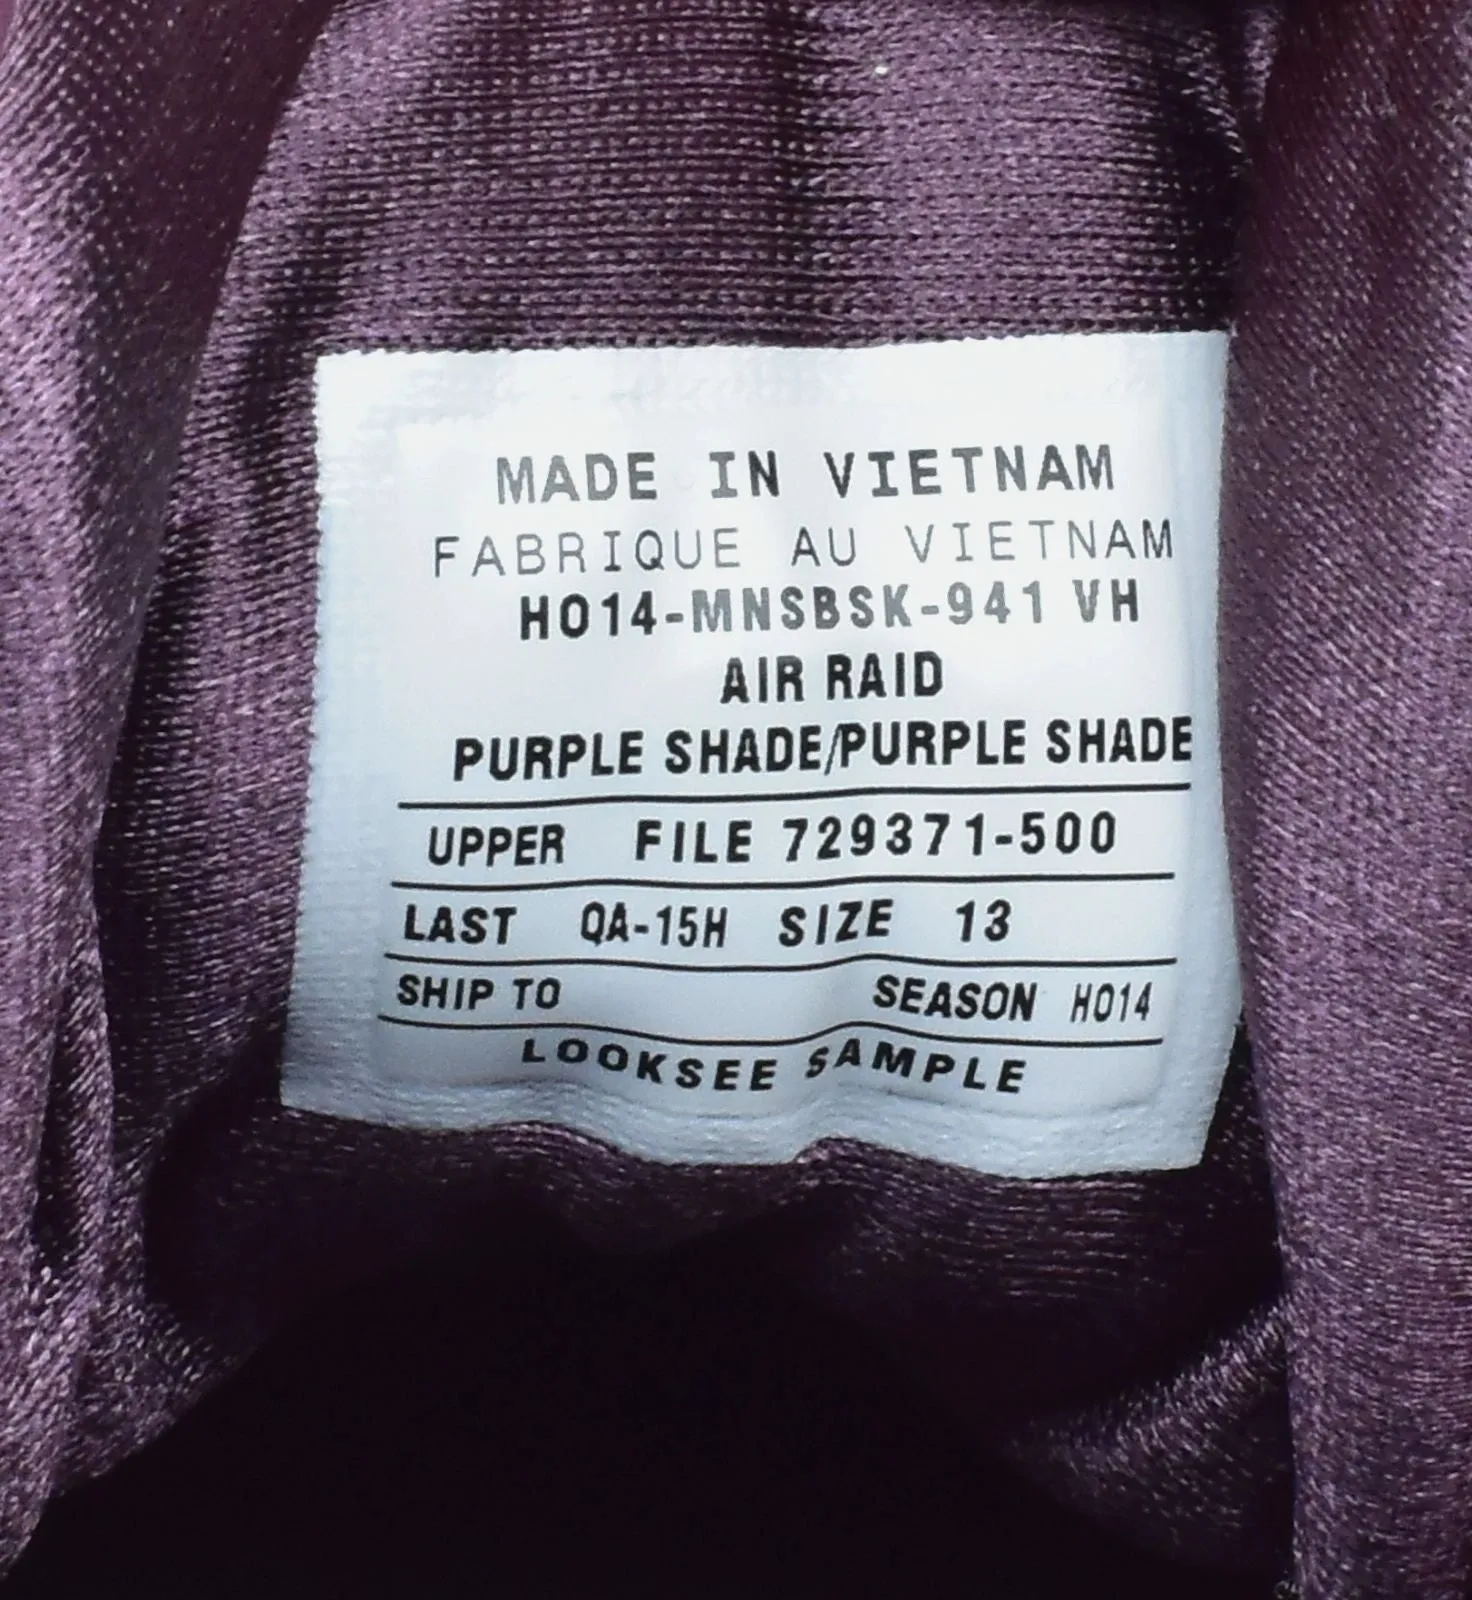 MADE IN VIETNAM
FABRIQUE AU VIETNAM
HO14-MNSBSK-941 VH
AIR RAID
PURPLE SHADE/PURPLE SHADE
UPPER FILE 729371-500
LAST QA-15H SIZE 13
SHIP TO SEASON HO14
LOOKSEE SAMPLE